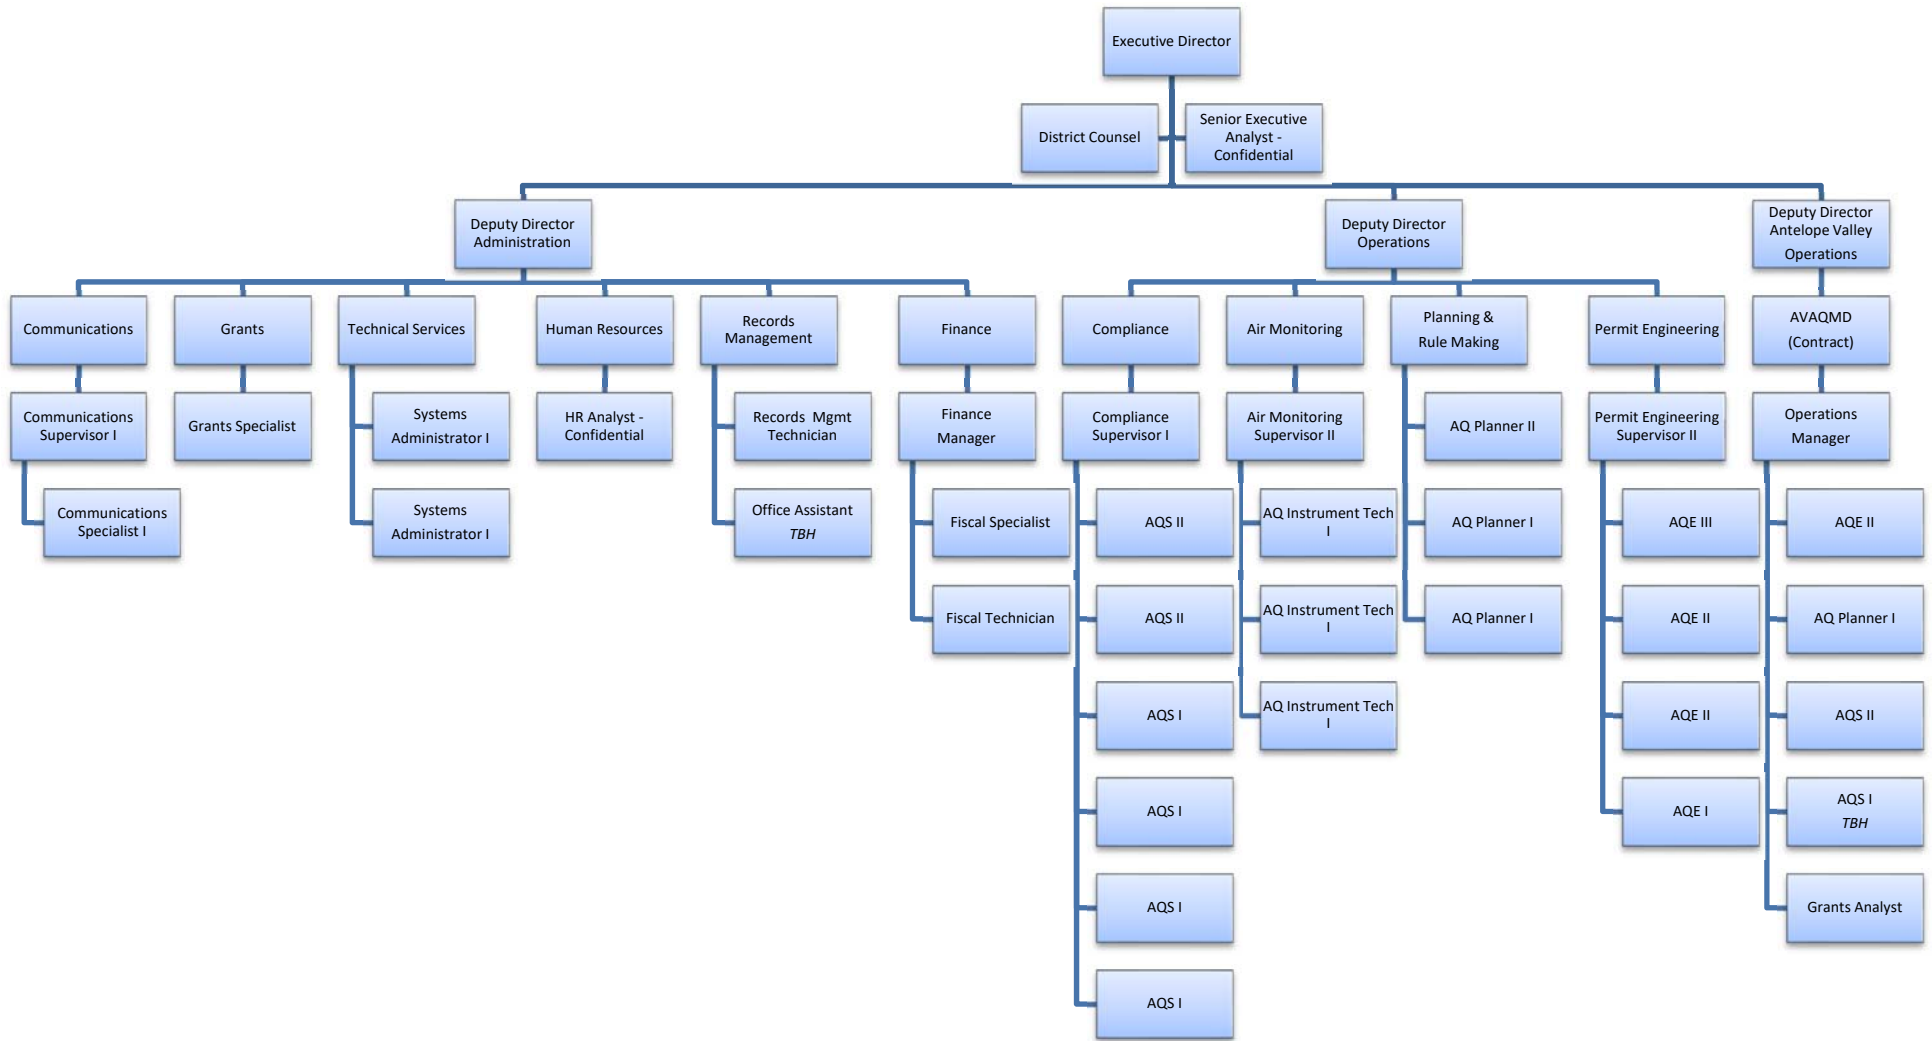 Executive Director
District Counsel
Senior Executive
Analyst -
Confidential
Deputy Director
Administration
Deputy Director
Operations
Deputy Director
Antelope Valley
Operations
Communications
Grants
Technical Services
Human Resources
Records
Management
Finance
Compliance
Air Monitoring
Planning &
Rule Making
Permit Engineering
AVAQMD
(Contract)
Communications
Supervisor I
Grants Specialist
Systems
Administrator I
HR Analyst -
Confidential
Records Mgmt
Technician
Finance
Manager
Compliance
Supervisor I
Air Monitoring
Supervisor II
AQ Planner II
Permit Engineering
Supervisor II
Operations
Manager
Communications
Specialist I
Systems
Administrator I
Office Assistant
TBH
Fiscal Specialist
AQS II
AQ Instrument Tech
I
AQ Planner I
AQE III
AQE II
Fiscal Technician
AQS II
AQ Instrument Tech
I
AQ Planner I
AQE II
AQ Planner I
AQS I
AQ Instrument Tech
I
AQE II
AQS II
AQS I
AQE I
AQS I
TBH
AQS I
Grants Analyst
AQS I